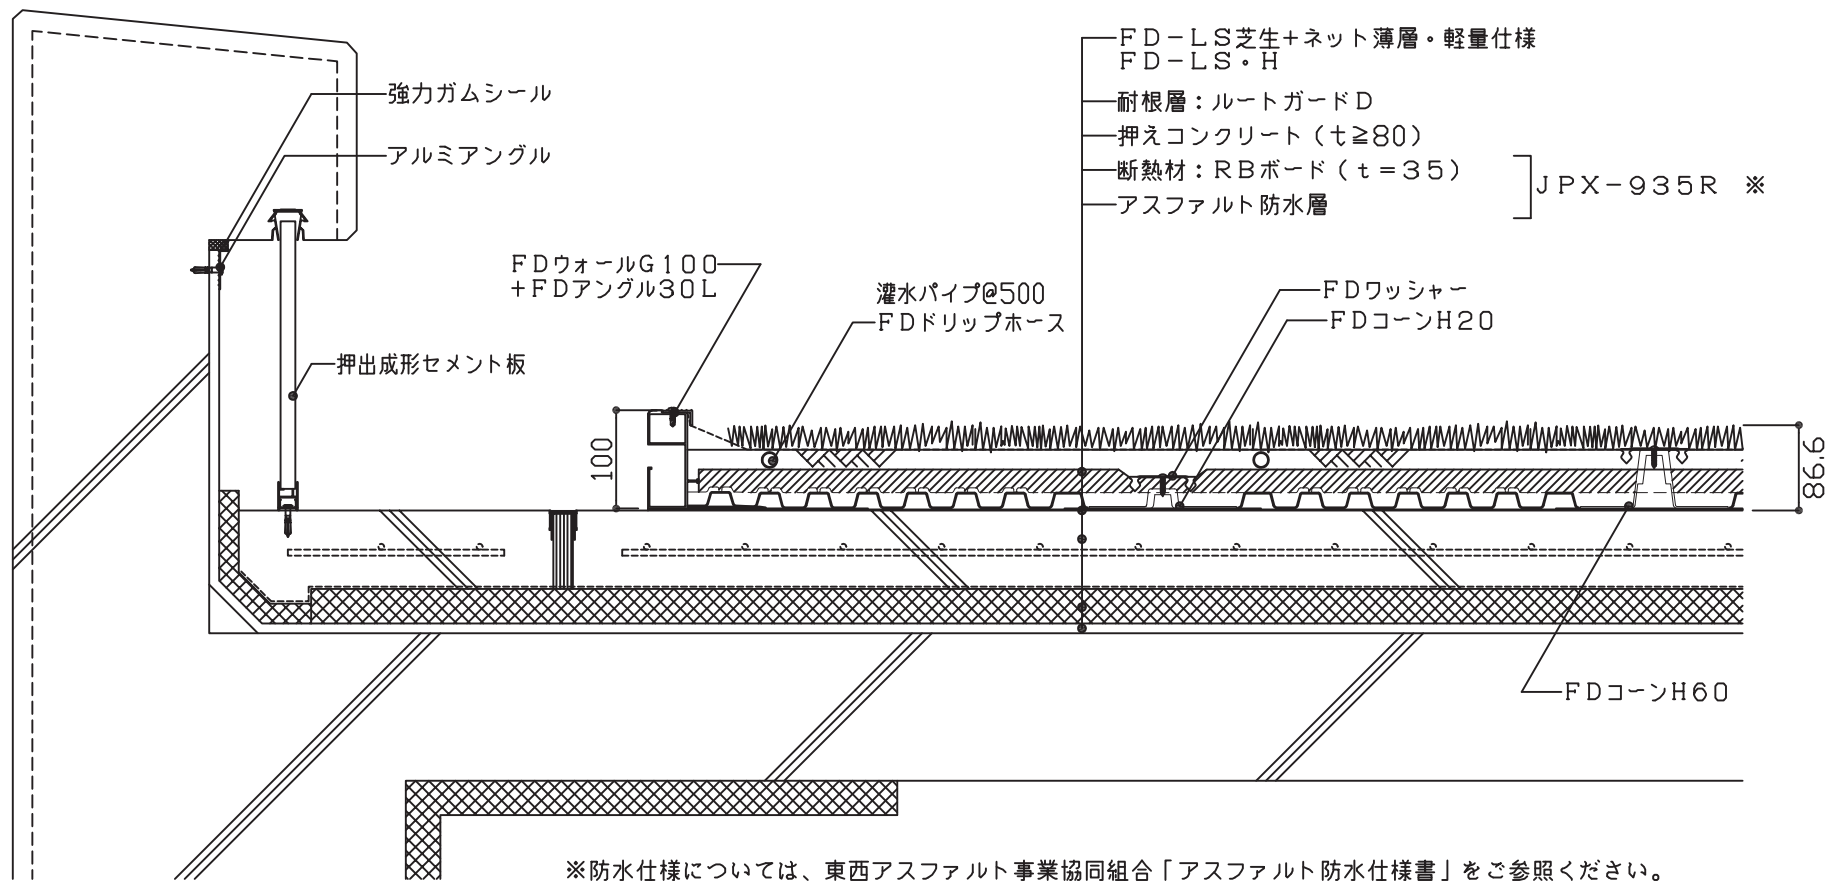 FD-LS芝生+ネット薄層・軽量仕様
FD-LS・H
強力ガムシール
耐根層：ルートガードD
押えコンクリート（t≧80）
アルミアングル
断熱材：RBボード（t＝35）
JPX-935R ※
アスファルト防水層
FDウォールG100
+FDアングル30L
灌水パイプ@500
FDドリップホース
FDワッシャー
FDコーンH20
押出成形セメント板
100
86.6
FDコーンH60
※防水仕様については、東西アスファルト事業協同組合「アスファルト防水仕様書」をご参照ください。